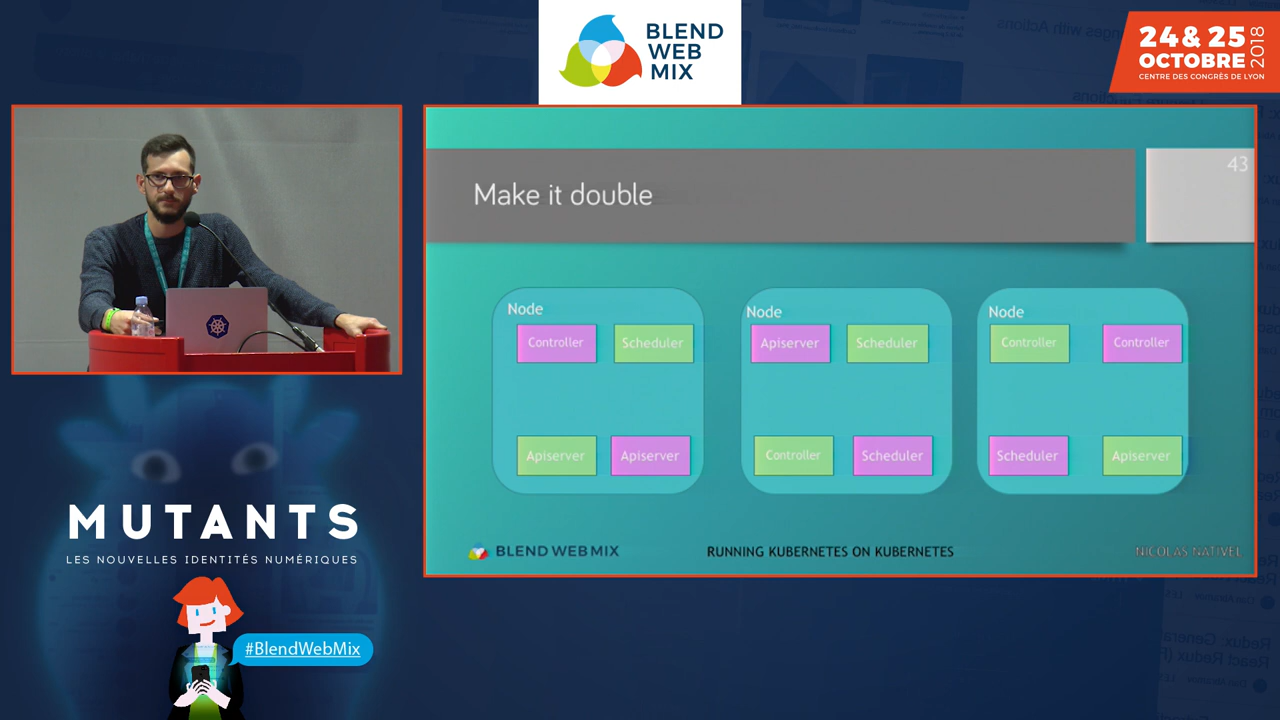 BLEND
WEB
MIX
24 & 25
OCTOBRE
2018
CENTRE DES CONGRÈS DE LYON
Make it double
43
Node
Controller
Scheduler
Apiserver
Apiserver
Node
Apiserver
Scheduler
Controller
Scheduler
Node
Controller
Controller
Scheduler
Apiserver
BLEND WEB MIX
RUNNING KUBERNETES ON KUBERNETES
NICOLAS NATIVEL
MUTANTS
LES NOUVELLES IDENTITÉS NUMÉRIQUES
#BlendWebMix